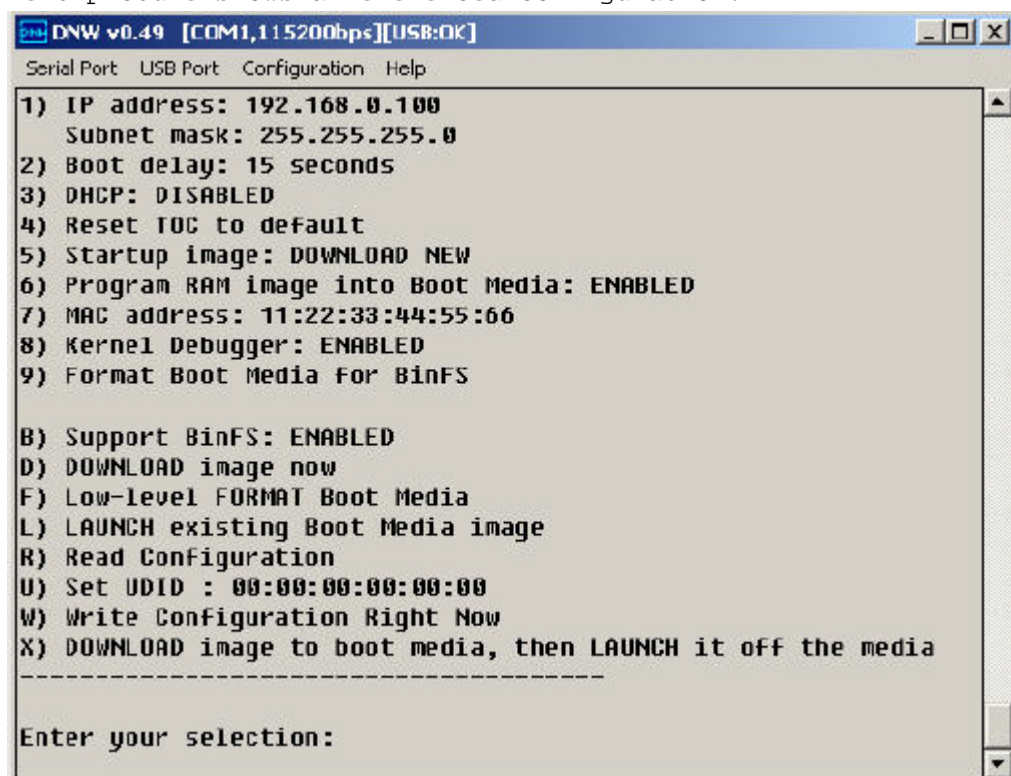 DNW v0.49 [COM1,115200bps][USB:OK]
Serial Port USB Port Configuration Help
1) IP address: 192.168.0.100
Subnet mask: 255.255.255.0
2) Boot delay: 15 seconds
3) DHCP: DISABLED
4) Reset TOC to default
5) Startup image: DOWNLOAD NEW
6) Program RAM image into Boot Media: ENABLED
7) MAC address: 11:22:33:44:55:66
8) Kernel Debugger: ENABLED
9) Format Boot Media for BinFS
B) Support BinFS: ENABLED
D) DOWNLOAD image now
F) Low-level FORMAT Boot Media
L) LAUNCH existing Boot Media image
R) Read Configuration
U) Set UDID : 00:00:00:00:00:00
W) Write Configuration Right Now
X) DOWNLOAD image to boot media, then LAUNCH it off the media
----------------------------------------
Enter your selection: